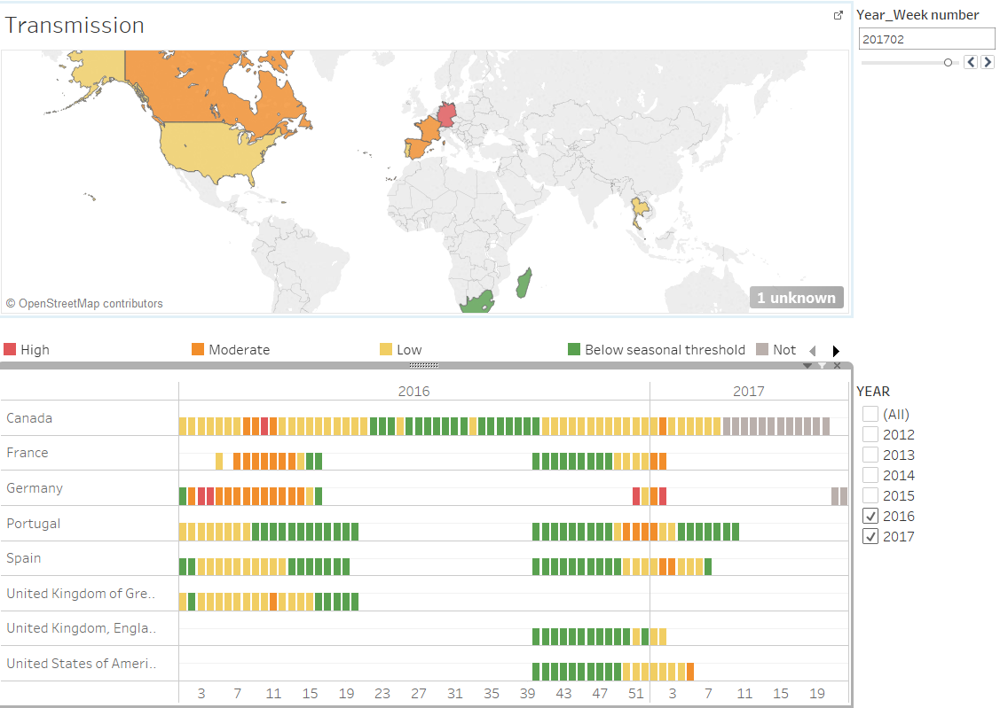 Transmission
Year_Week number
201702
© OpenStreetMap contributors
1 unknown
High Moderate Low Below seasonal threshold Not
2016 2017
Canada
France
Germany
Portugal
Spain
United Kingdom of Gre..
United Kingdom, Engla..
United States of Ameri..
3 7 11 15 19 23 27 31 35 39 43 47 51 3 7 11 15 19
YEAR
(All)
2012
2013
2014
2015
2016
2017